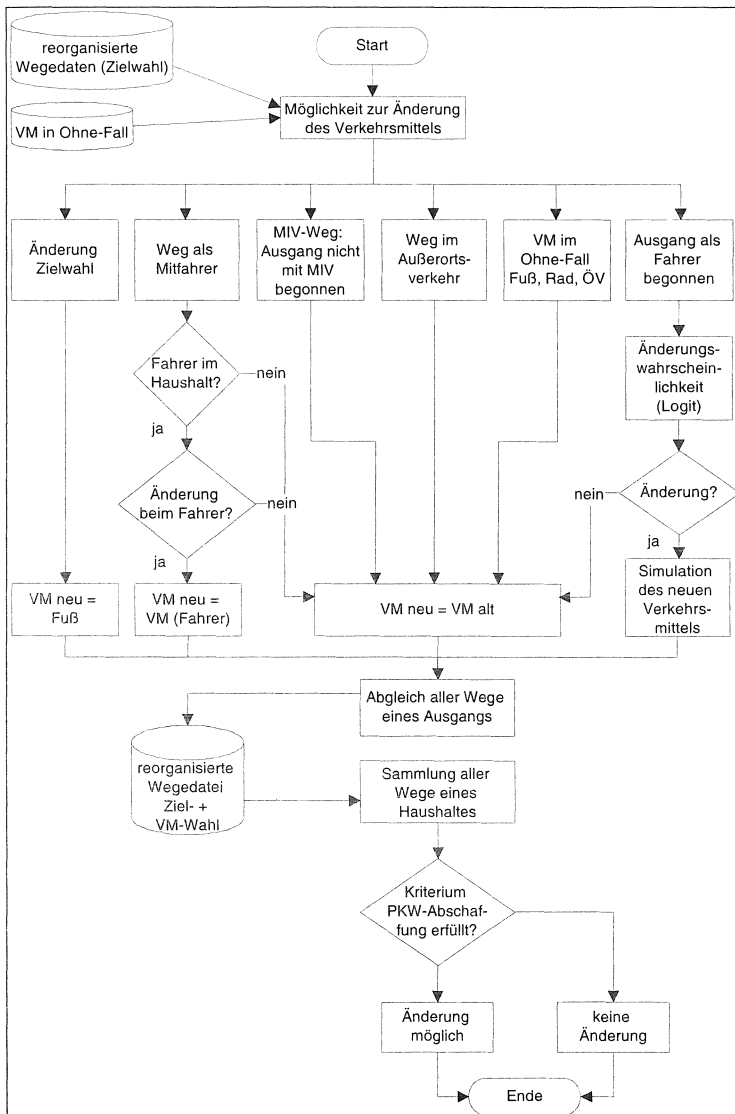 reorganisierte
Wegedaten (Zielwahl)
Start
VM in Ohne-Fall
Möglichkeit zur Änderung
des Verkehrsmittels
Änderung
Zielwahl
Weg als
Mitfahrer
MIV-Weg:
Ausgang nicht
mit MIV
begonnen
Weg im
Außerorts-
verkehr
VM im
Ohne-Fall
Fuß, Rad, ÖV
Ausgang als
Fahrer
begonnen
Fahrer im
Haushalt?
nein
ja
Änderungs-
wahrschein-
lichkeit
(Logit)
Änderung
beim Fahrer?
nein
ja
nein
Änderung?
ja
VM neu =
Fuß
VM neu =
VM (Fahrer)
VM neu = VM alt
Simulation
des neuen
Verkehrs-
mittels
Abgleich aller Wege
eines Ausgangs
reorganisierte
Wegedatei
Ziel- +
VM-Wahl
Sammlung aller
Wege eines
Haushaltes
Kriterium
PKW-Abschaf-
fung erfüllt?
Änderung
möglich
keine
Änderung
Ende